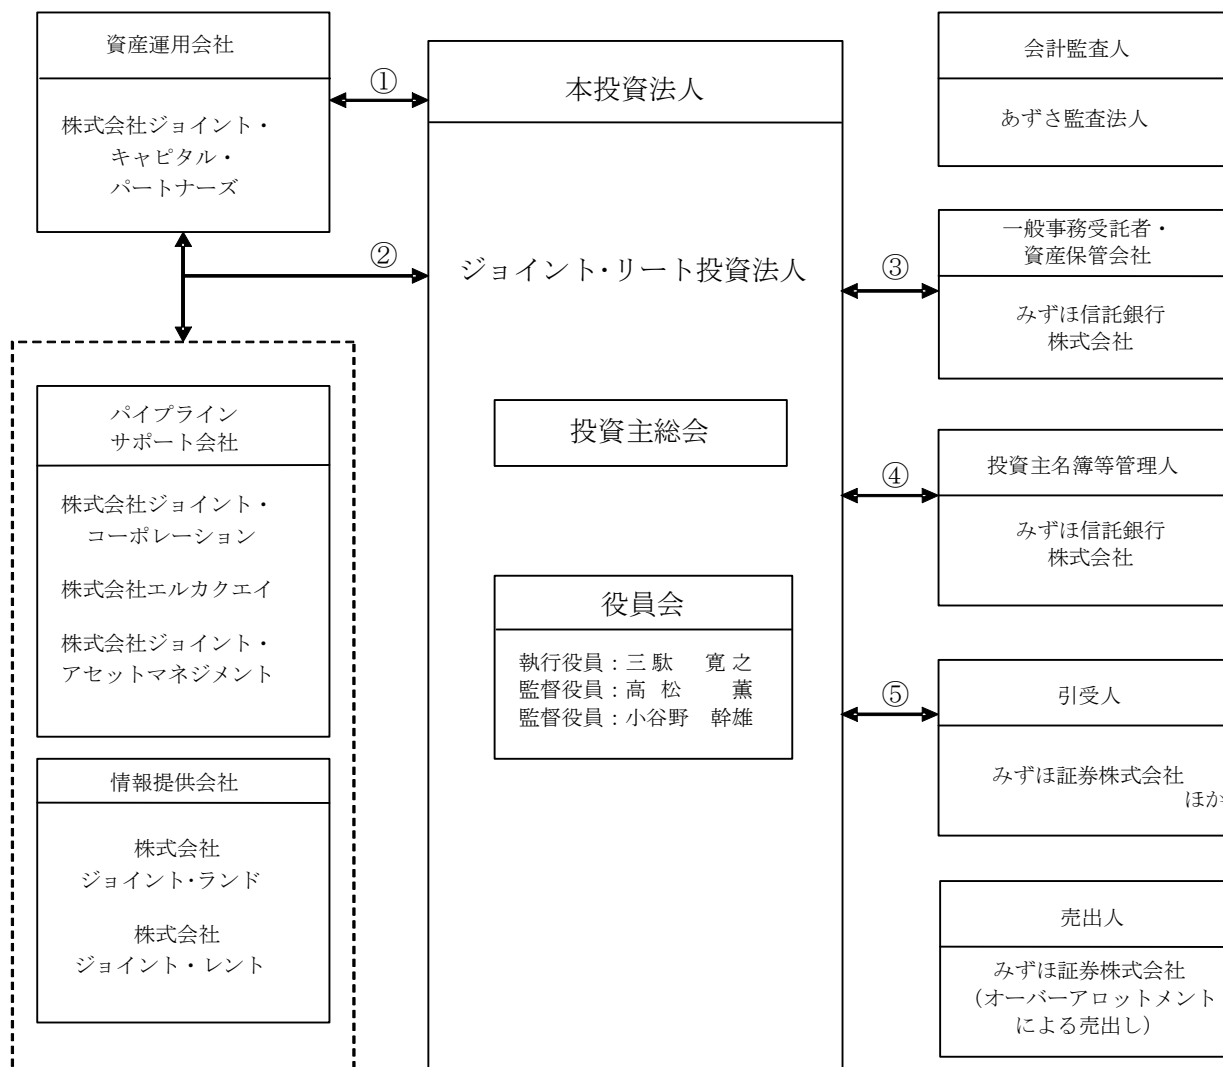 資産運用会社
株式会社ジョイント・
キャピタル・
パートナーズ
①
②
パイプライン
サポート会社
株式会社ジョイント・
コーポレーション
株式会社エルカクエイ
株式会社ジョイント・
アセットマネジメント
情報提供会社
株式会社
ジョイント・ランド
株式会社
ジョイント・レント
本投資法人
ジョイント・リート投資法人
投資主総会
役員会
執行役員：三駄 寛之
監督役員：高松 薫
監督役員：小谷野 幹雄
会計監査人
あずさ監査法人
③
一般事務受託者・
資産保管会社
みずほ信託銀行
株式会社
④
投資主名簿等管理人
みずほ信託銀行
株式会社
⑤
引受人
みずほ証券株式会社
ほか
売出人
みずほ証券株式会社
（オーバーアロットメント
による売出し）